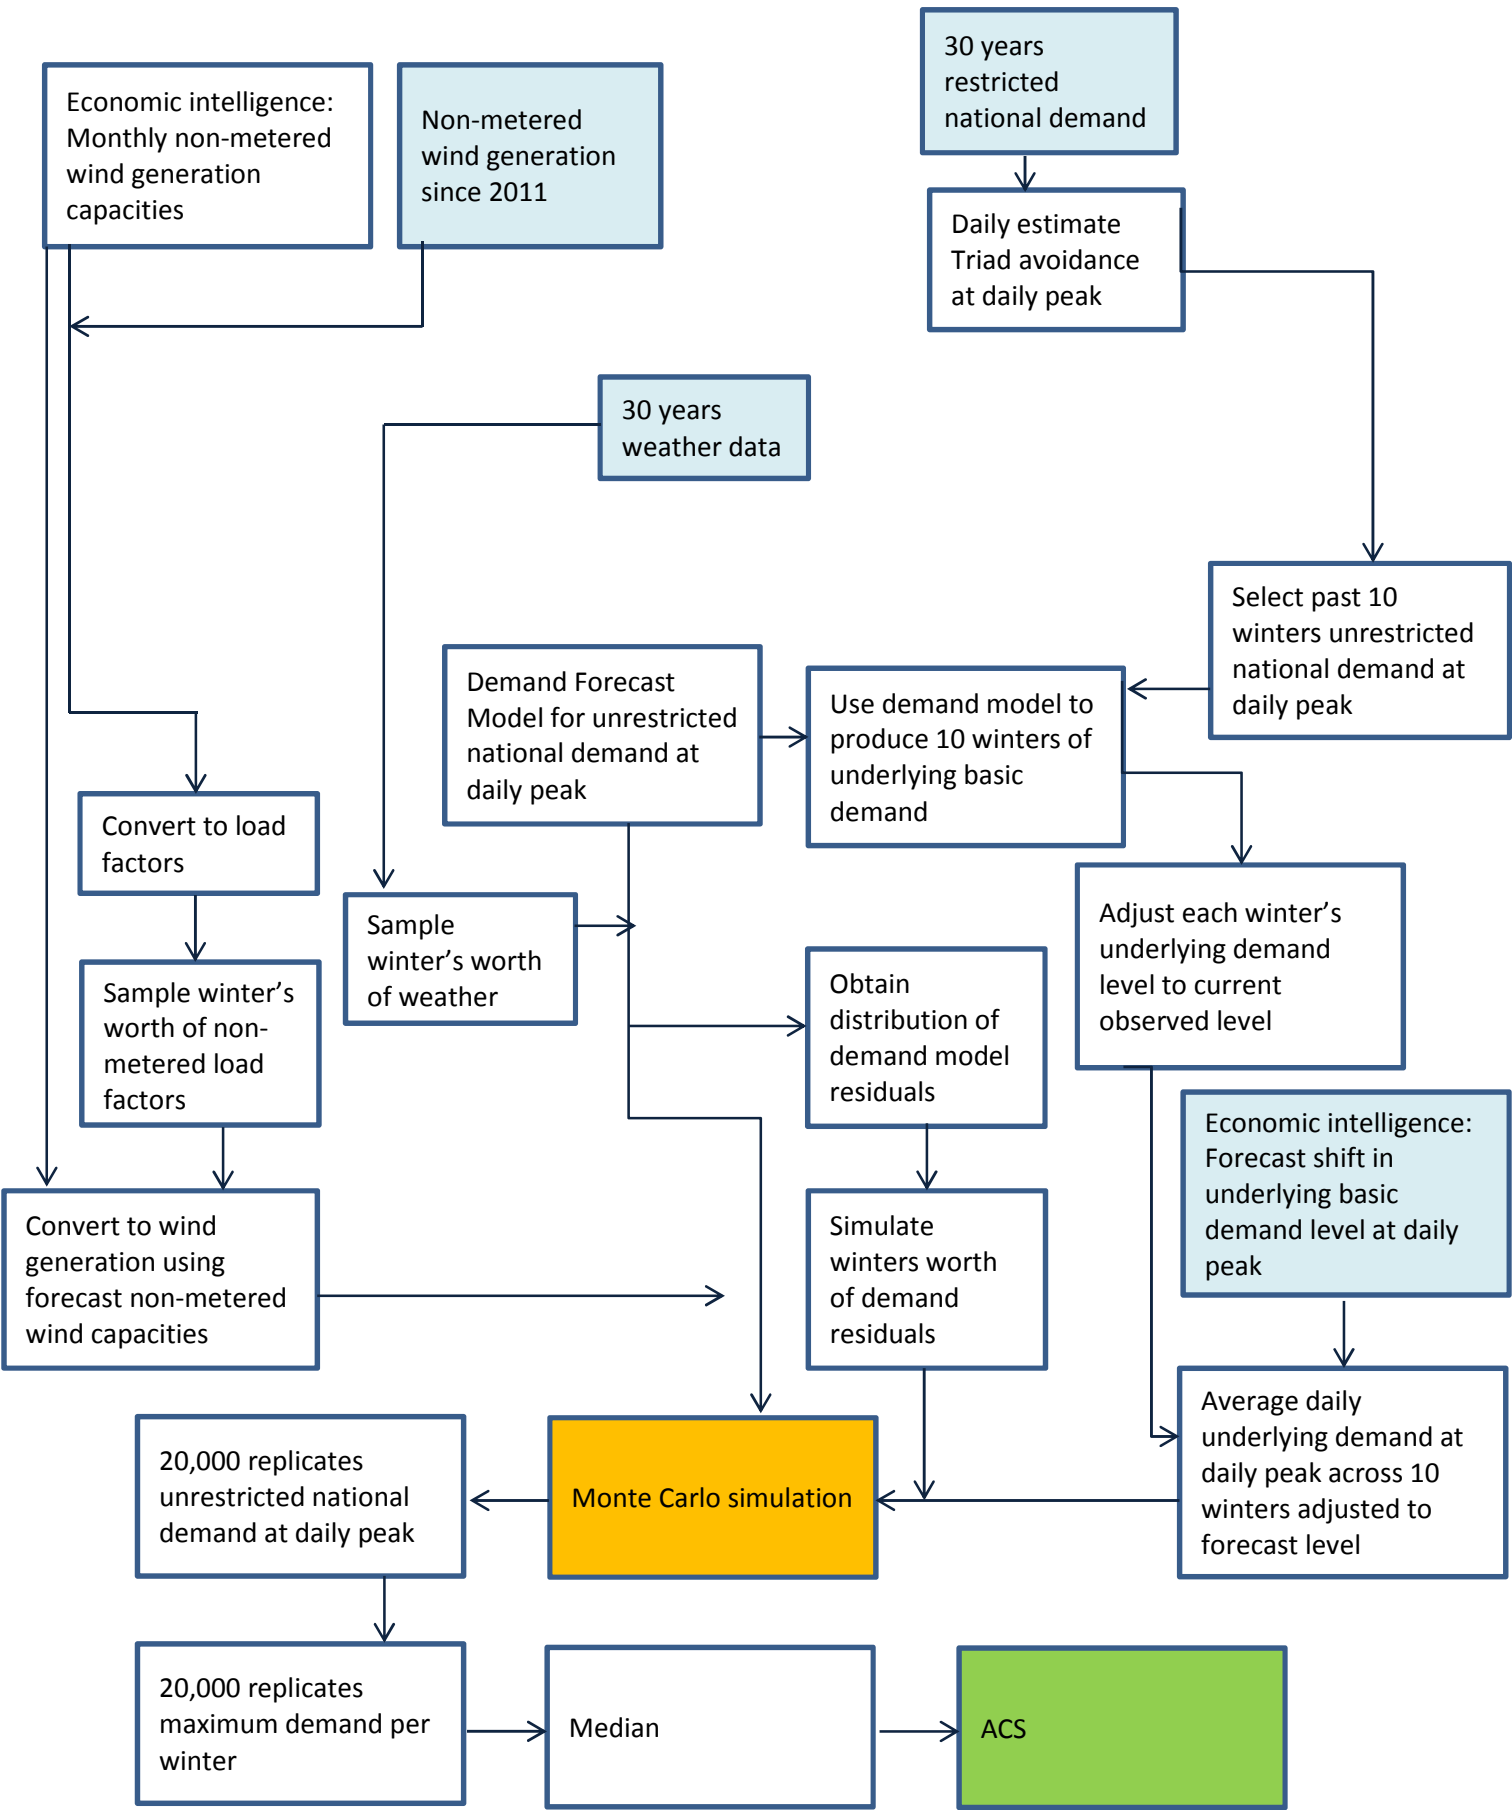 30 years
restricted
national demand
Economic intelligence:
Monthly non-metered
wind generation
capacities
Non-metered
wind generation
since 2011
Daily estimate
Triad avoidance
at daily peak
30 years
weather data
Select past 10
winters unrestricted
national demand at
daily peak
Demand Forecast
Model for unrestricted
national demand at
daily peak
Use demand model to
produce 10 winters of
underlying basic
demand
Convert to load
factors
Sample
winter’s worth
of weather
Adjust each winter’s
underlying demand
level to current
observed level
Sample winter’s
worth of non-
metered load
factors
Obtain
distribution of
demand model
residuals
Economic intelligence:
Forecast shift in
underlying basic
demand level at daily
peak
Convert to wind
generation using
forecast non-metered
wind capacities
Simulate
winters worth
of demand
residuals
Average daily
underlying demand at
daily peak across 10
winters adjusted to
forecast level
20,000 replicates
unrestricted national
demand at daily peak
Monte Carlo simulation
20,000 replicates
maximum demand per
winter
Median
ACS